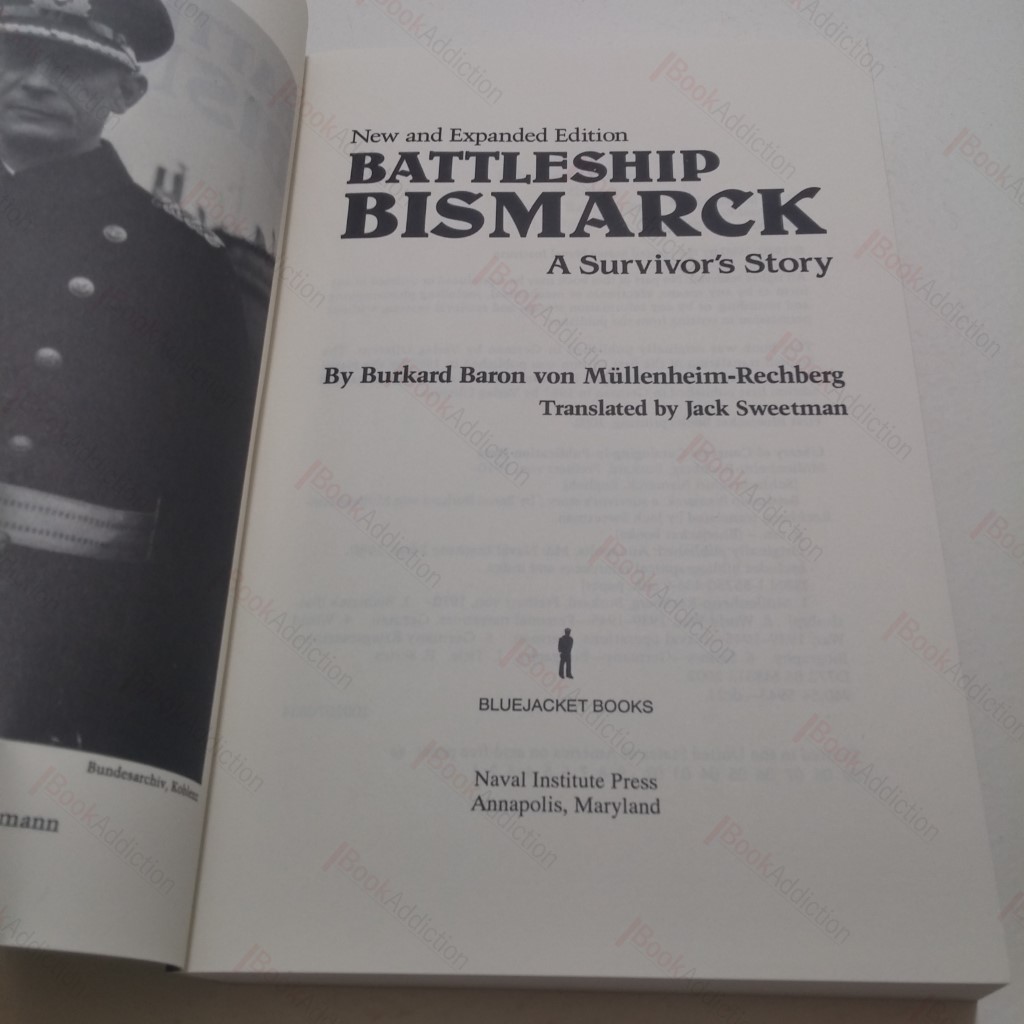 New and Expanded Edition
BATTLESHIP
BISMARCK
A Survivor's Story
By Burkard Baron von Müllenheim-Rechberg
Translated by Jack Sweetman
BLUEJACKET BOOKS
Naval Institute Press
Annapolis, Maryland
Bundesarchiv, Koblenz
mann
BookAddiction